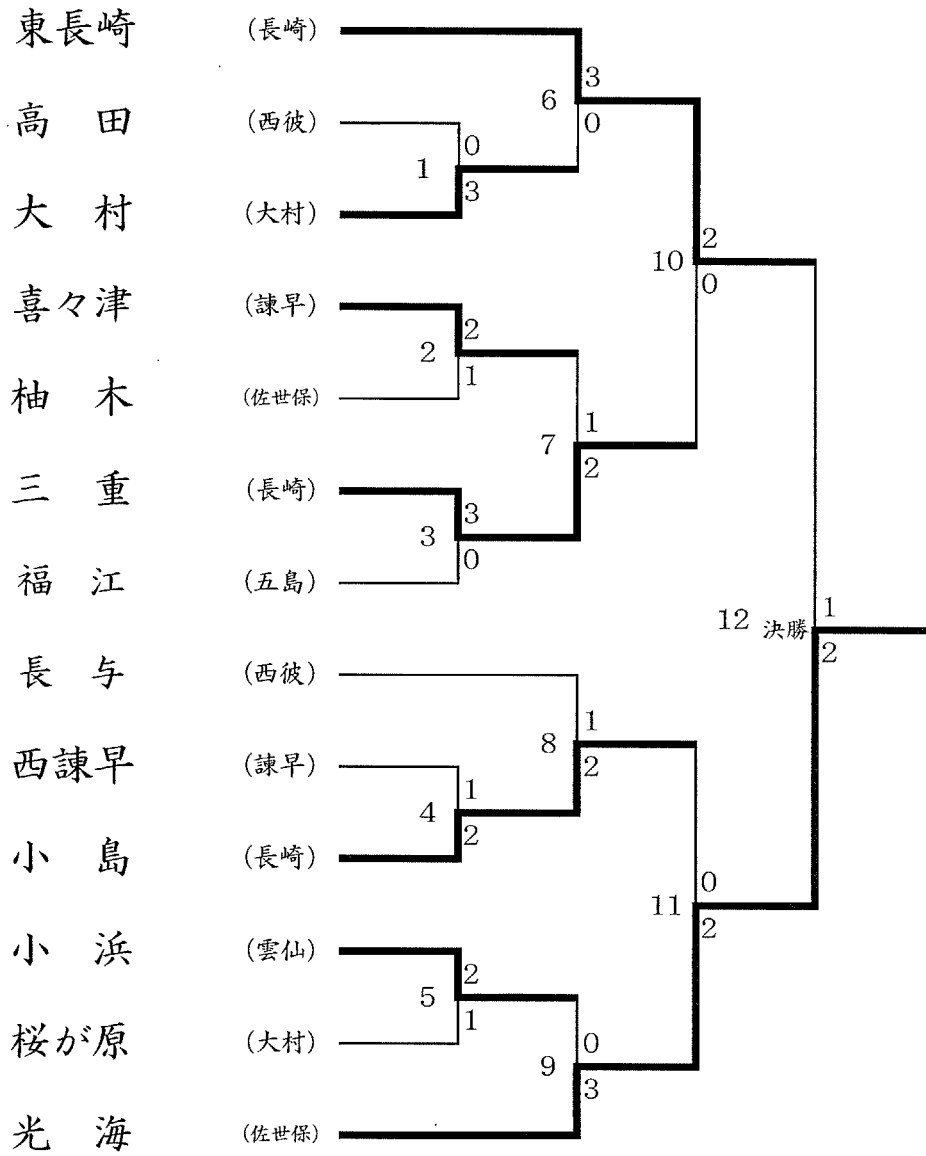 東長崎 (長崎)
3
6
0
高田 (西彼)
0
1
3
大村 (大村)
2
10
0
喜々津 (諫早)
2
2
1
柚木 (佐世保)
1
7
2
三重 (長崎)
3
3
0
福江 (五島)
1
12 決勝
2
長与 (西彼)
1
8
2
西諫早 (諫早)
1
4
2
小島 (長崎)
0
11
2
小浜 (雲仙)
2
5
1
桜が原 (大村)
0
9
3
光海 (佐世保)